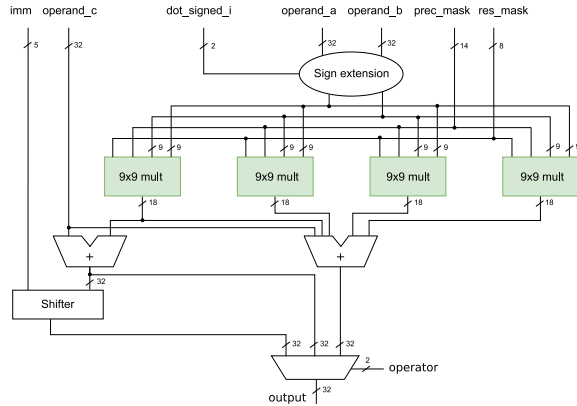 imm operand_c dot_signed_i operand_a operand_b prec_mask res_mask
5 32 2 32 32 14 8
Sign extension
9 9 9 9 9 9 9 9
9x9 mult 9x9 mult 9x9 mult 9x9 mult
18 18 18 18
+ +
32
Shifter
32 32 32
2 operator
output 32